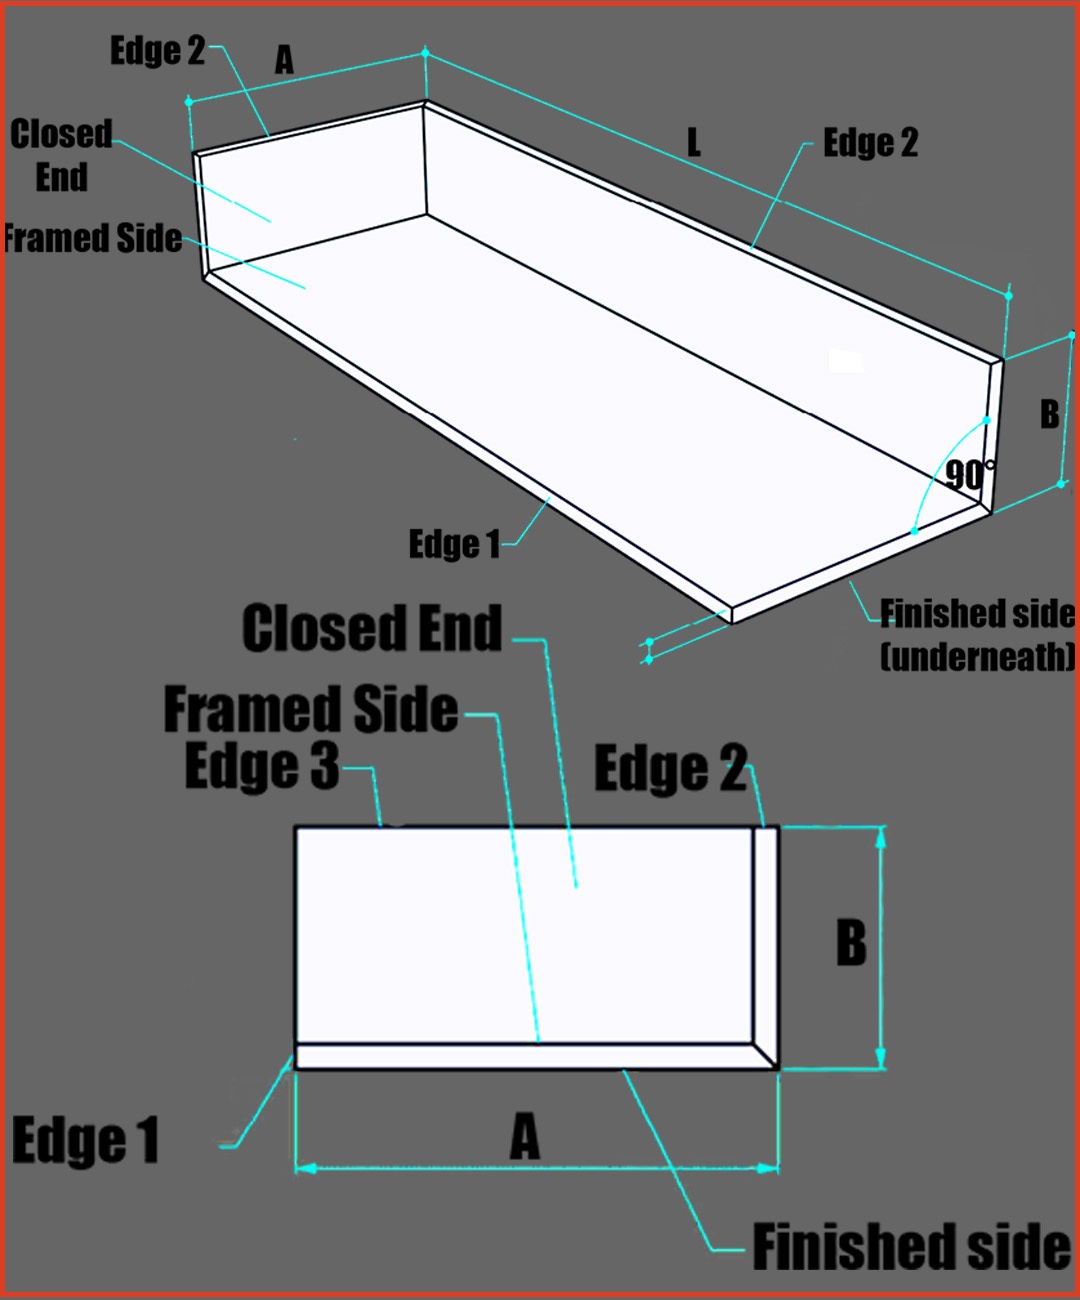 Edge 2
A
Closed
End
Framed Side
L
Edge 2
B
90°
Edge 1
Finished side
(underneath)
Closed End
Framed Side
Edge 3
Edge 2
B
Edge 1
A
Finished side